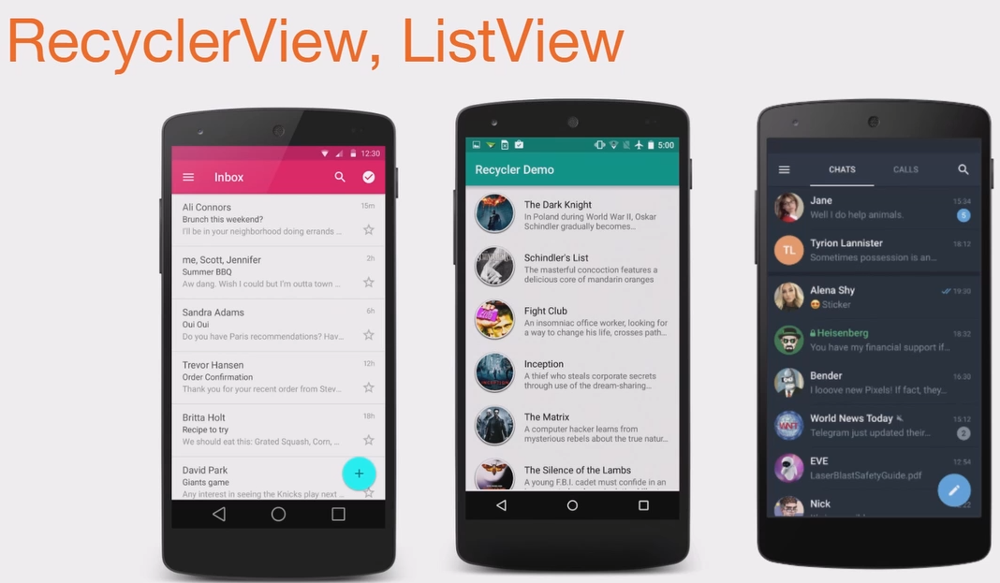 RecyclerView, ListView
12:30
Inbox
Ali Connors
15m
Brunch this weekend?
I'll be in your neighborhood doing errands ...
me, Scott, Jennifer
2h
Summer BBQ
Aw dang. Wish I could but I'm outta town ...
Sandra Adams
6h
Oui Oui
Do you have Paris recommendations? Hav...
Trevor Hansen
12h
Order Confirmation
Thank you for your recent order from Stev...
Britta Holt
18h
Recipe to try
We should eat this: Grated Squash, Corn, ...
David Park
Giants game
Any interest in seeing the Knicks play next ...
5:00
Recycler Demo
The Dark Knight
In Poland during World War II, Oskar
Schindler gradually becomes...
Schindler's List
The masterful concoction features a
delicious core of mandarin oranges
Fight Club
An insomniac office worker, looking for
a way to change his life, crosses path...
Inception
A thief who steals corporate secrets
through use of the dream-sharing...
INCEPTION
The Matrix
A computer hacker learns from
mysterious rebels about the true natur...
The Silence of the Lambs
A young F.B.I. cadet must confide in an
CHATS CALLS
Jane
15:34
Well I do help animals.
5
TL
Tyrion Lannister
18:12
Sometimes possession is an...
Alena Shy
19:30
Sticker
Heisenberg
18:32
You have my financial support if...
Bender
16:30
I looove new Pixels! If fact, they...
World News Today
15:12
WNT
Telegram just updated their...
2
EVE
12:54
LaserBlastSafetyGuide.pdf
Nick